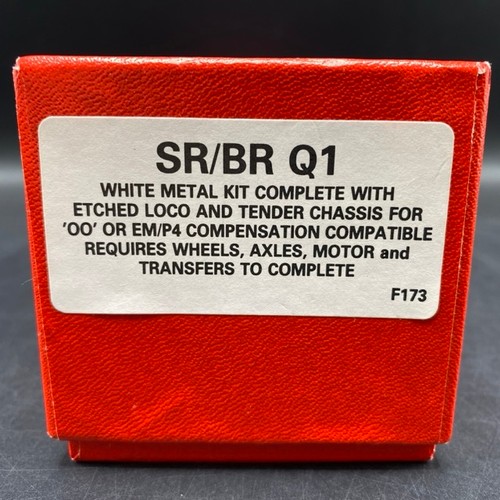 SR/BR Q1
WHITE METAL KIT COMPLETE WITH
ETCHED LOCO AND TENDER CHASSIS FOR
'OO' OR EM/P4 COMPENSATION COMPATIBLE
REQUIRES WHEELS, AXLES, MOTOR and
TRANSFERS TO COMPLETE
F173